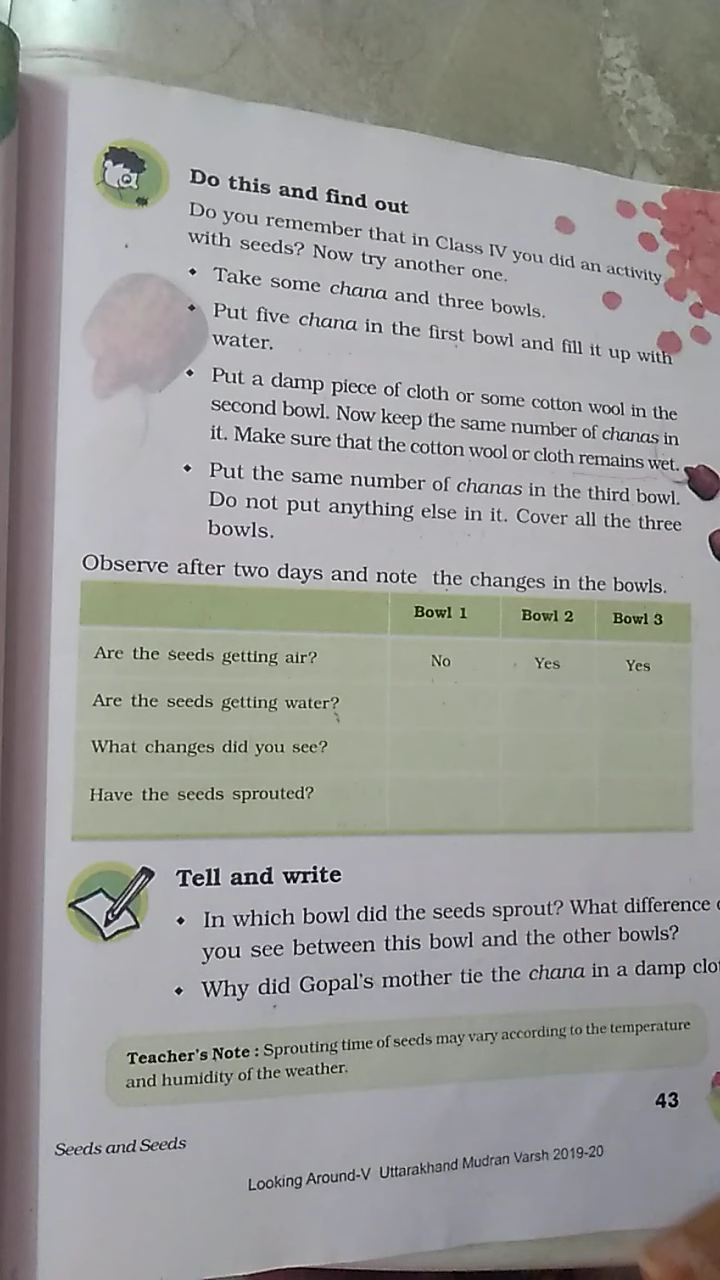 Do this and find out
Do you remember that in Class IV you did an activity
with seeds? Now try another one.
• Take some chana and three bowls.
• Put five chana in the first bowl and fill it up with
water.
• Put a damp piece of cloth or some cotton wool in the
second bowl. Now keep the same number of chanas in
it. Make sure that the cotton wool or cloth remains wet.
• Put the same number of chanas in the third bowl.
Do not put anything else in it. Cover all the three
bowls.
Observe after two days and note the changes in the bowls.
Bowl 1 Bowl 2 Bowl 3
Are the seeds getting air? No Yes Yes
Are the seeds getting water?
What changes did you see?
Have the seeds sprouted?
Tell and write
• In which bowl did the seeds sprout? What difference
you see between this bowl and the other bowls?
• Why did Gopal's mother tie the chana in a damp
Teacher's Note : Sprouting time of seeds may vary according to the temperature
and humidity of the weather.
43
Seeds and Seeds
Looking Around-V Uttarakhand Mudran Varsh 2019-20